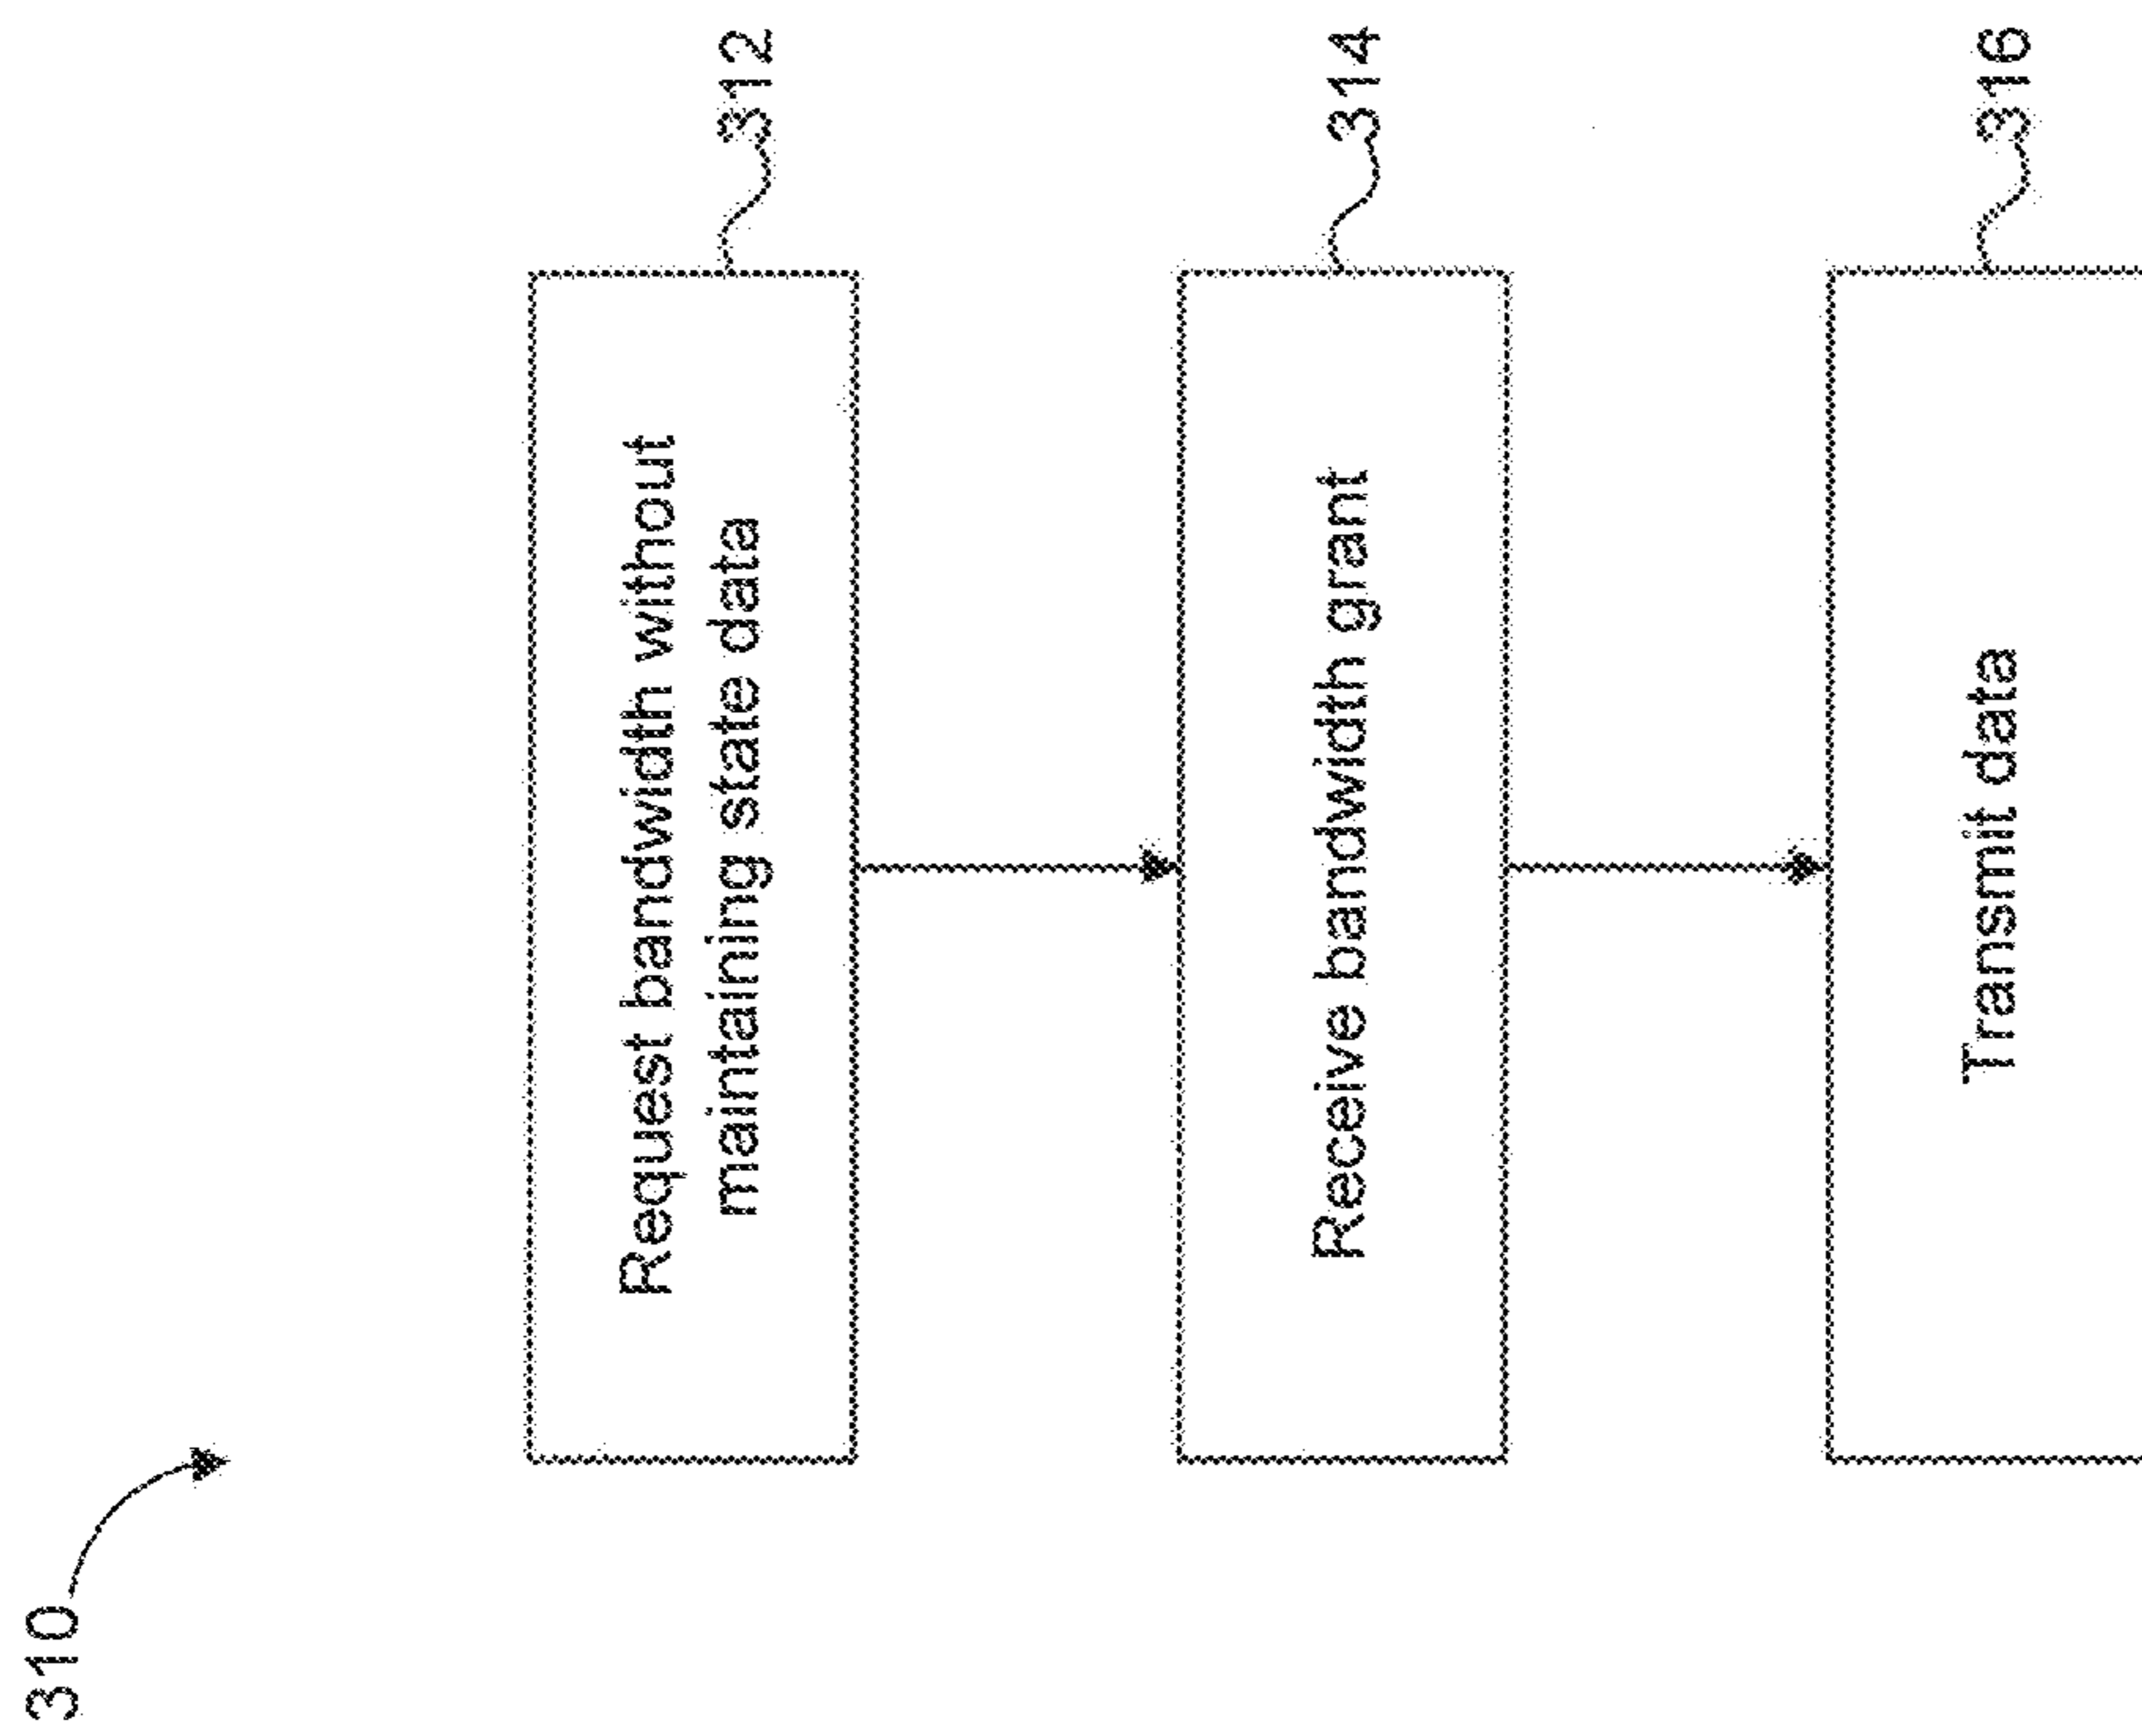 310
Request bandwidth without
maintaining state data
312
Receive bandwidth grant
314
Transmit data
316